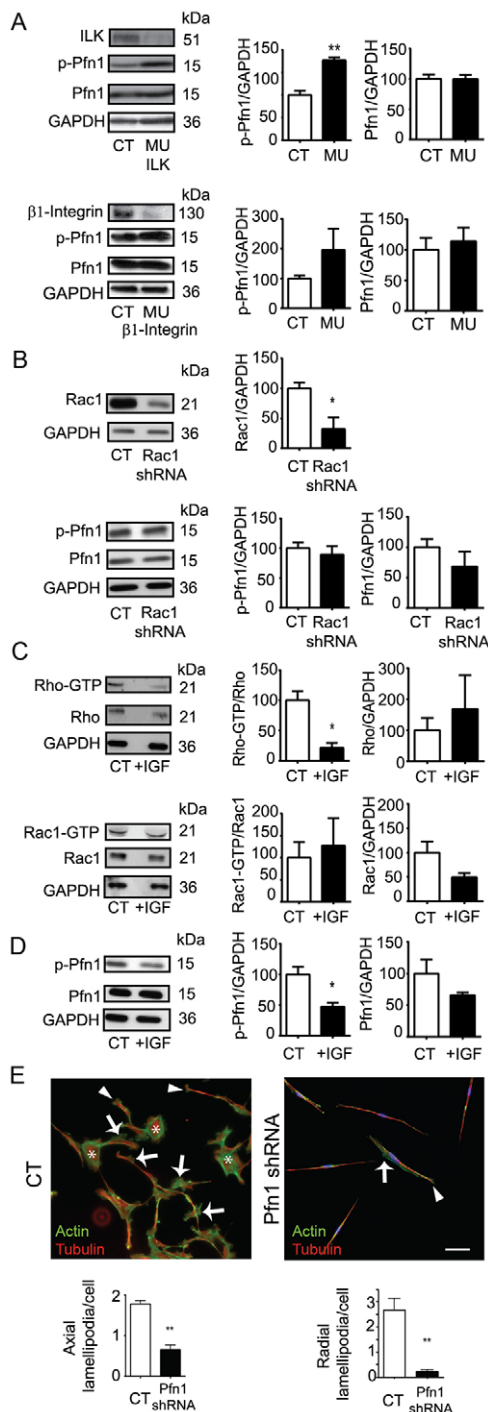 A
kDa
ILK 51
p-Pfn1 15
Pfn1 15
GAPDH 36
CT MU
ILK
p-Pfn1/GAPDH
150
100
50
0
**
CT MU
Pfn1/GAPDH
150
100
50
0
CT MU
kDa
β1-Integrin 130
p-Pfn1 15
Pfn1 15
GAPDH 36
CT MU
β1-Integrin
p-Pfn1/GAPDH
300
200
100
0
CT MU
Pfn1/GAPDH
150
100
50
0
CT MU
B
kDa
Rac1 21
GAPDH 36
CT Rac1
shRNA
Rac1/GAPDH
150
100
50
0
*
CT Rac1
shRNA
kDa
p-Pfn1 15
Pfn1 15
GAPDH 36
CT Rac1
shRNA
p-Pfn1/GAPDH
150
100
50
0
CT Rac1
shRNA
Pfn1/GAPDH
150
100
50
0
CT Rac1
shRNA
C
kDa
Rho-GTP 21
Rho 21
GAPDH 36
CT +IGF
Rho-GTP/Rho
150
100
50
0
*
CT +IGF
Rho/GAPDH
300
200
100
0
CT +IGF
kDa
Rac1-GTP 21
Rac1 21
GAPDH 36
CT +IGF
Rac1-GTP/Rac1
200
150
100
50
0
CT +IGF
Rac1/GAPDH
150
100
50
0
CT +IGF
D
kDa
p-Pfn1 15
Pfn1 15
GAPDH 36
CT +IGF
p-Pfn1/GAPDH
150
100
50
0
*
CT +IGF
Pfn1/GAPDH
150
100
50
0
CT +IGF
E
CT
* * *
Actin
Tubulin
Pfn1 shRNA
Actin
Tubulin
Axial
lamellipodia/cell
2
1
0
**
CT Pfn1
shRNA
Radial
lamellipodia/cell
3
2
1
0
**
CT Pfn1
shRNA